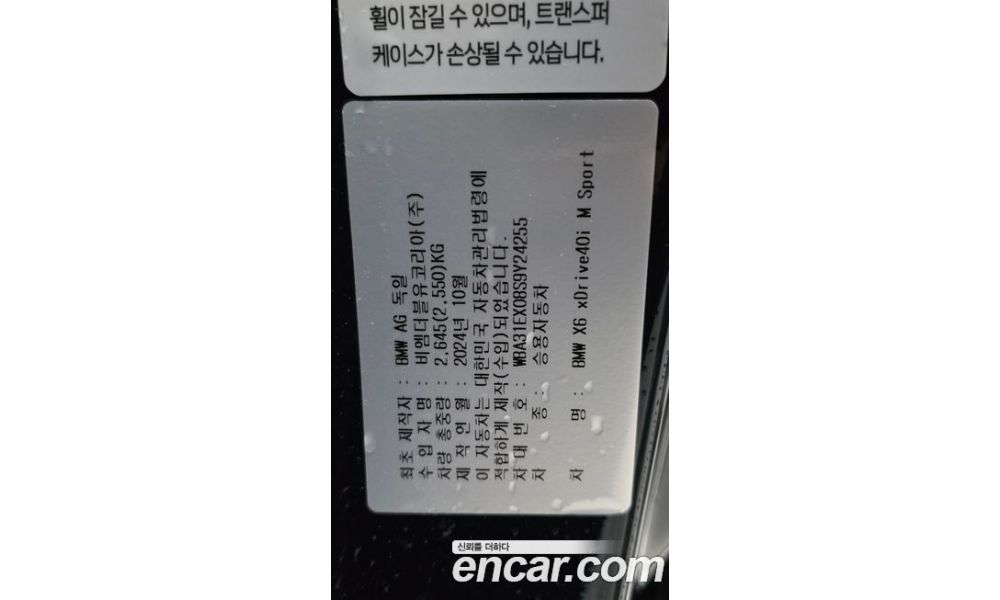 휠이 잠길 수 있으며, 트랜스퍼
케이스가 손상될 수 있습니다.
최초 제작자 : BMW AG 독일
수 입 자 명 : 비엠더블유코리아(주)
차량 총중량 : 2,645(2,550)KG
제 작 연 월 : 2024년 10월
이 자동차는 대한민국 자동차관리법령에
적합하게 제작(수입)되었습니다.
차 대 번 호 : WBA31EX08S9Y24255
차 종 : 승용자동차
차 명 : BMW X6 xDrive40i M Sport
신뢰를 더하다
encar.com